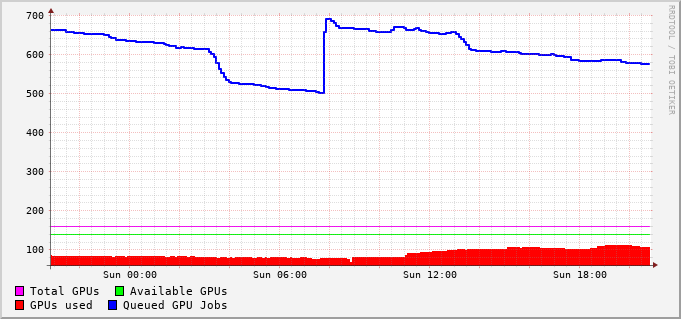 700
600
500
400
300
200
100
Sun 00:00 Sun 06:00 Sun 12:00 Sun 18:00
Total GPUs Available GPUs
GPUs used Queued GPU Jobs
RRDTOOL / TOBI OETIKER